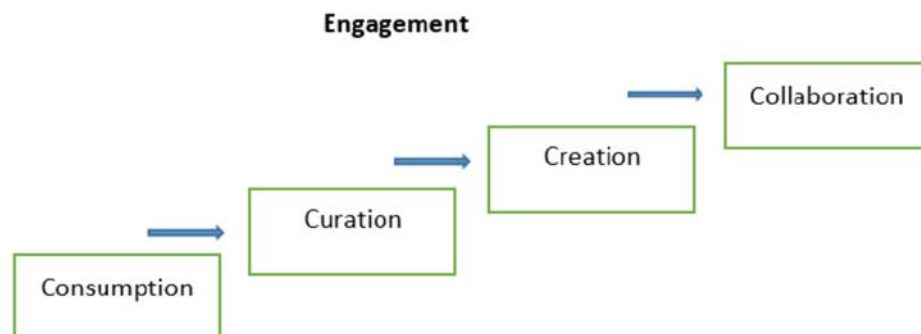 Engagement
Collaboration
Creation
Curation
Consumption